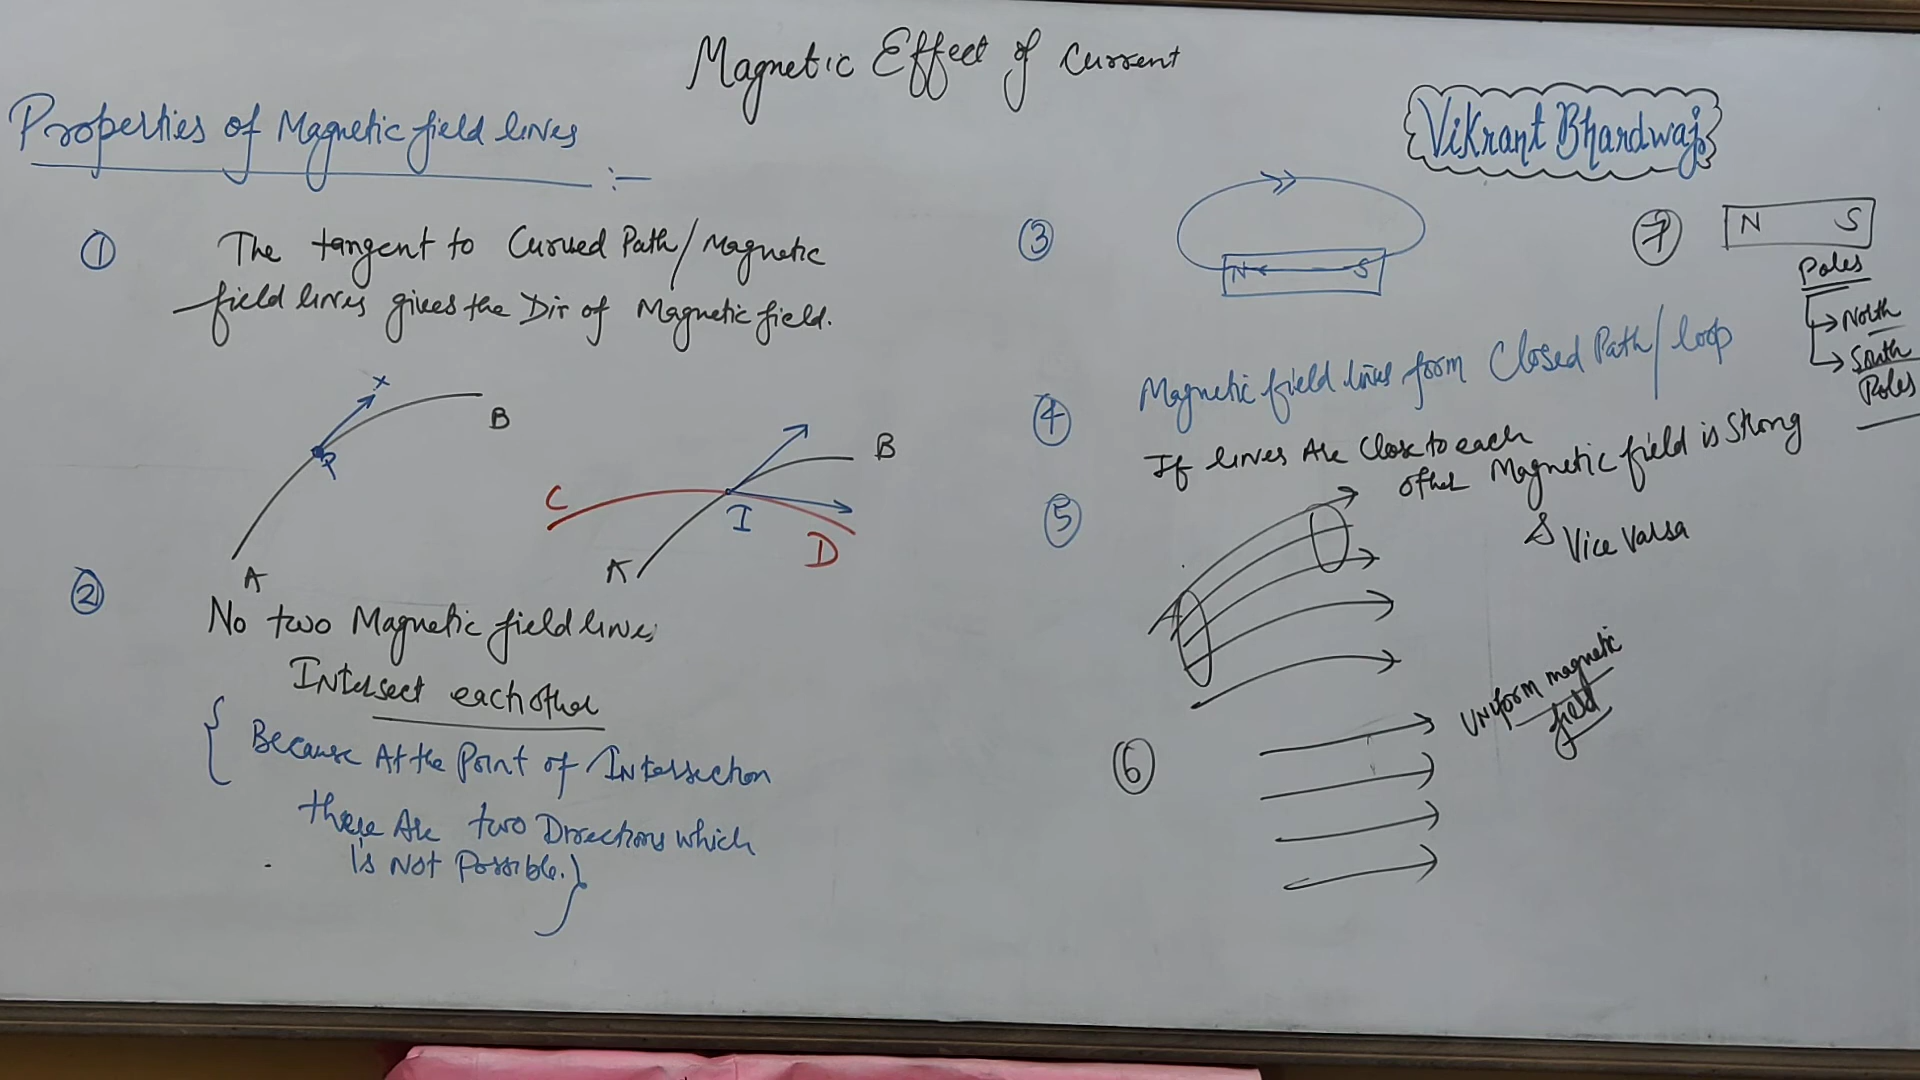 Magnetic Effect of Current
Vikrant Bhardwaj
Properties of Magnetic field lines :-
① The tangent to Curved Path/Magnetic
field lines gives the Dir of Magnetic field.
X
P
B
A
C
B
I
D
A
② No two Magnetic field lines
Intersect each other
{ Because At the Point of Intersection
there Are two Directions which
is Not Possible.}
③
N S
④ Magnetic field lines form Closed Path/loop
If lines Are Close to each
other Magnetic field is Strong
& Vice Varsa
⑤
⑥
Uniform magnetic
field
⑦ N S
Poles
North
South
Poles